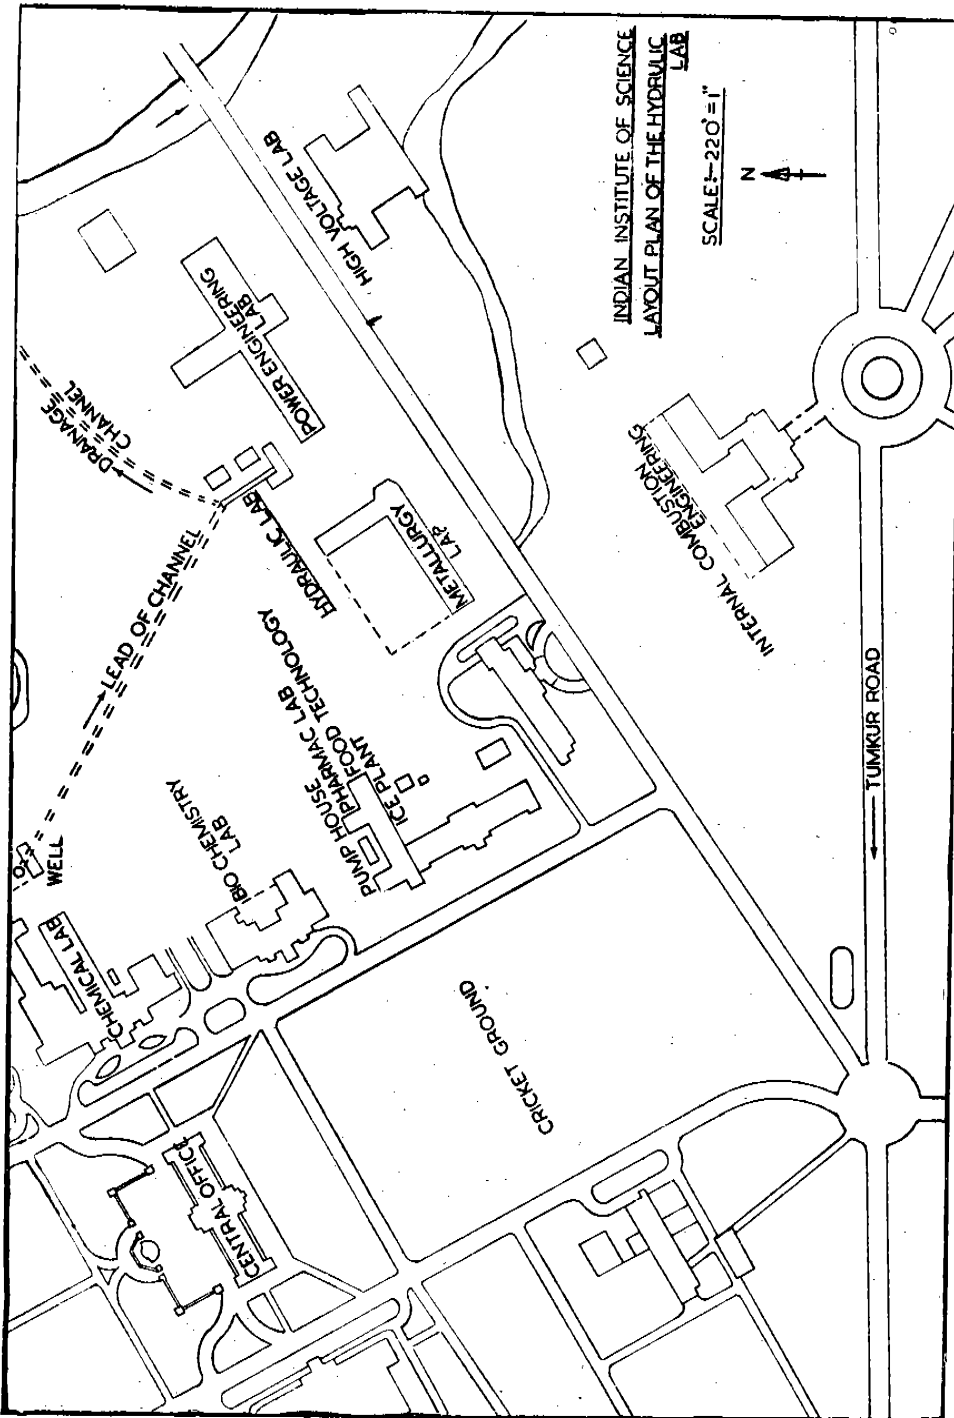 INDIAN INSTITUTE OF SCIENCE
LAYOUT PLAN OF THE HYDRULIC
LAB
SCALE:-220'=1"
N
HIGH VOLTAGE LAB
POWER ENGINEERING
LAB
DRAINAGE
CHANNEL
LEAD OF CHANNEL
HYDRAULIC LAB
METALLURGY
LAP
INTERNAL COMBUSTION
ENGINEERING
TUMKUR ROAD
FOOD TECHNOLOGY
PHARMAC LAB
PUMP HOUSE
ICE PLANT
BIO CHEMISTRY
LAB
WELL
CHEMICAL LAB
CRICKET GROUND
CENTRAL OFFICE